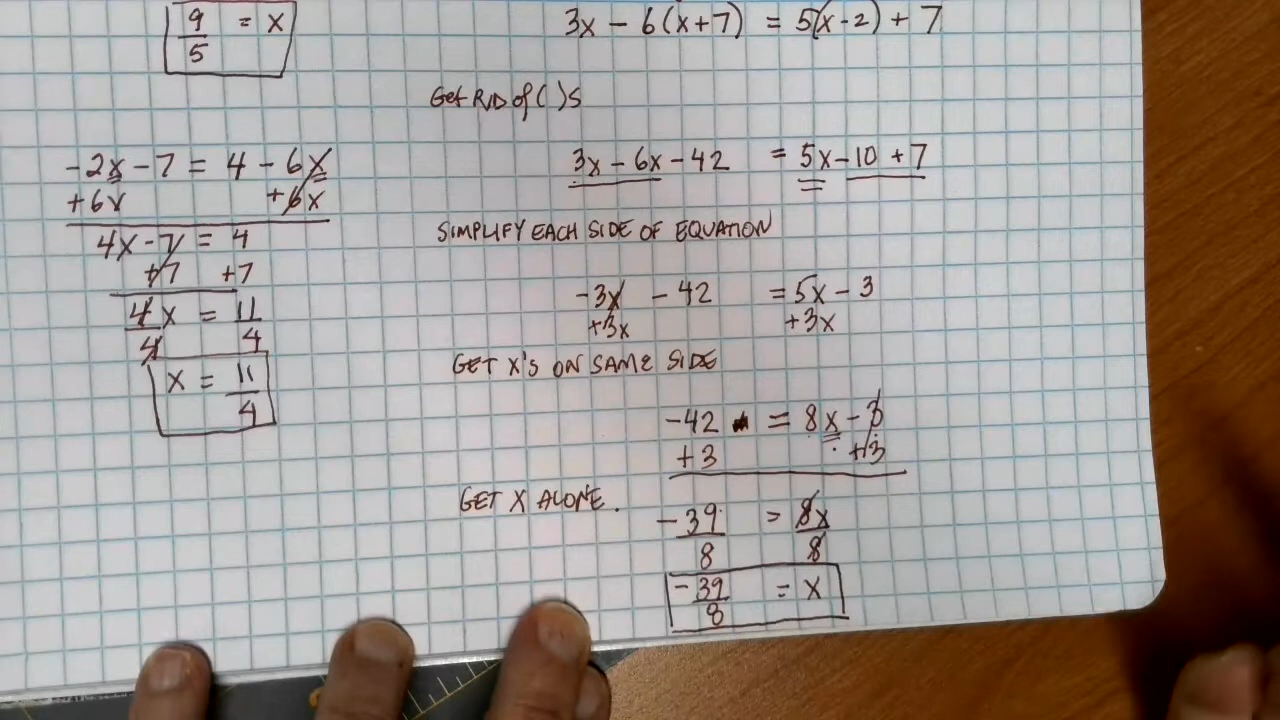 9/5 = x
-2x - 7 = 4 - 6x
+6x +6x
4x - 7 = 4
+7 +7
4x = 11
4 4
x = 11/4
3x - 6(x+7) = 5(x-2) + 7
Get RID of ( )S
3x - 6x - 42 = 5x - 10 + 7
SIMPLIFY EACH SIDE OF EQUATION
-3x - 42 = 5x - 3
+3x +3x
GET X'S ON SAME SIDE
-42 = 8x - 3
+3 +3
GET X ALONE.
-39 = 8x
8 8
-39/8 = x